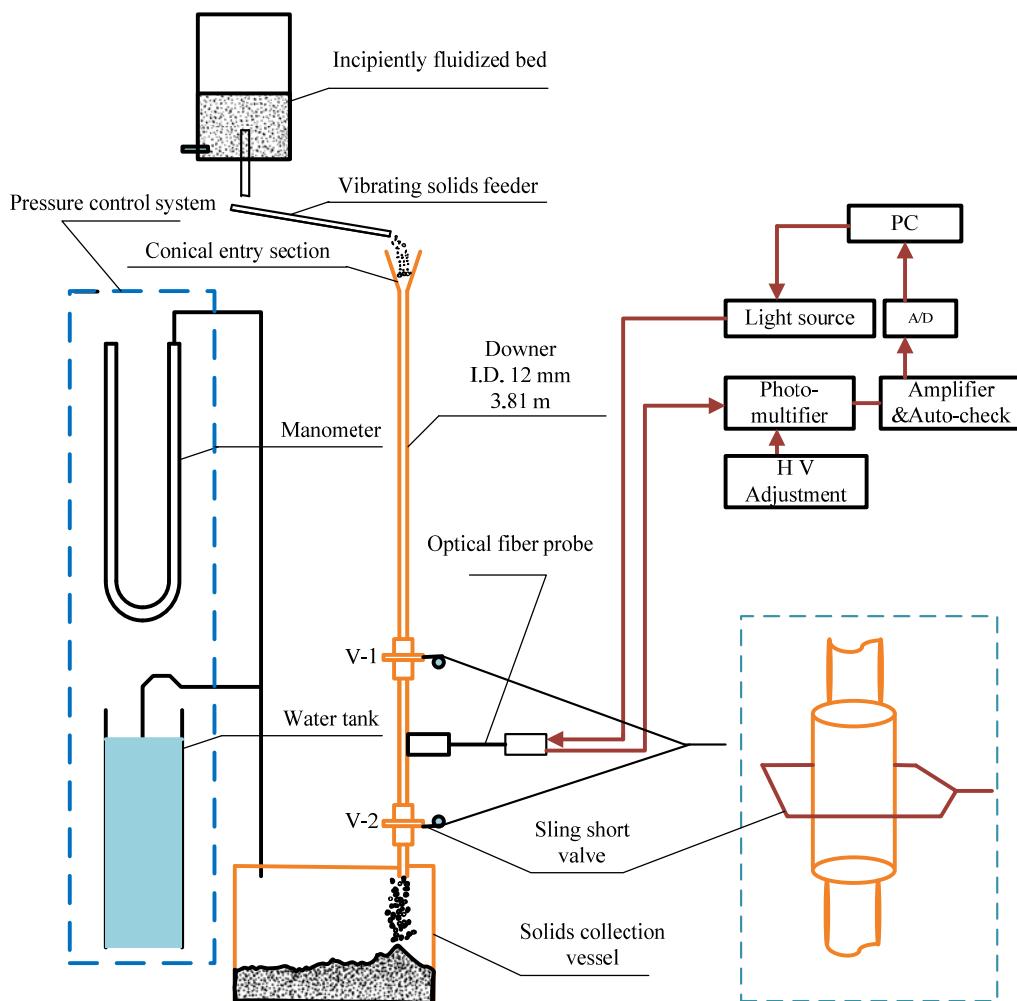 Incipiently fluidized bed
Vibrating solids feeder
Pressure control system
Conical entry section
PC
Light source
A/D
Downer
I.D. 12 mm
3.81 m
Photo-
multifier
Amplifier
&Auto-check
Manometer
H V
Adjustment
Optical fiber probe
V-1
Water tank
V-2
Sling short
valve
Solids collection
vessel